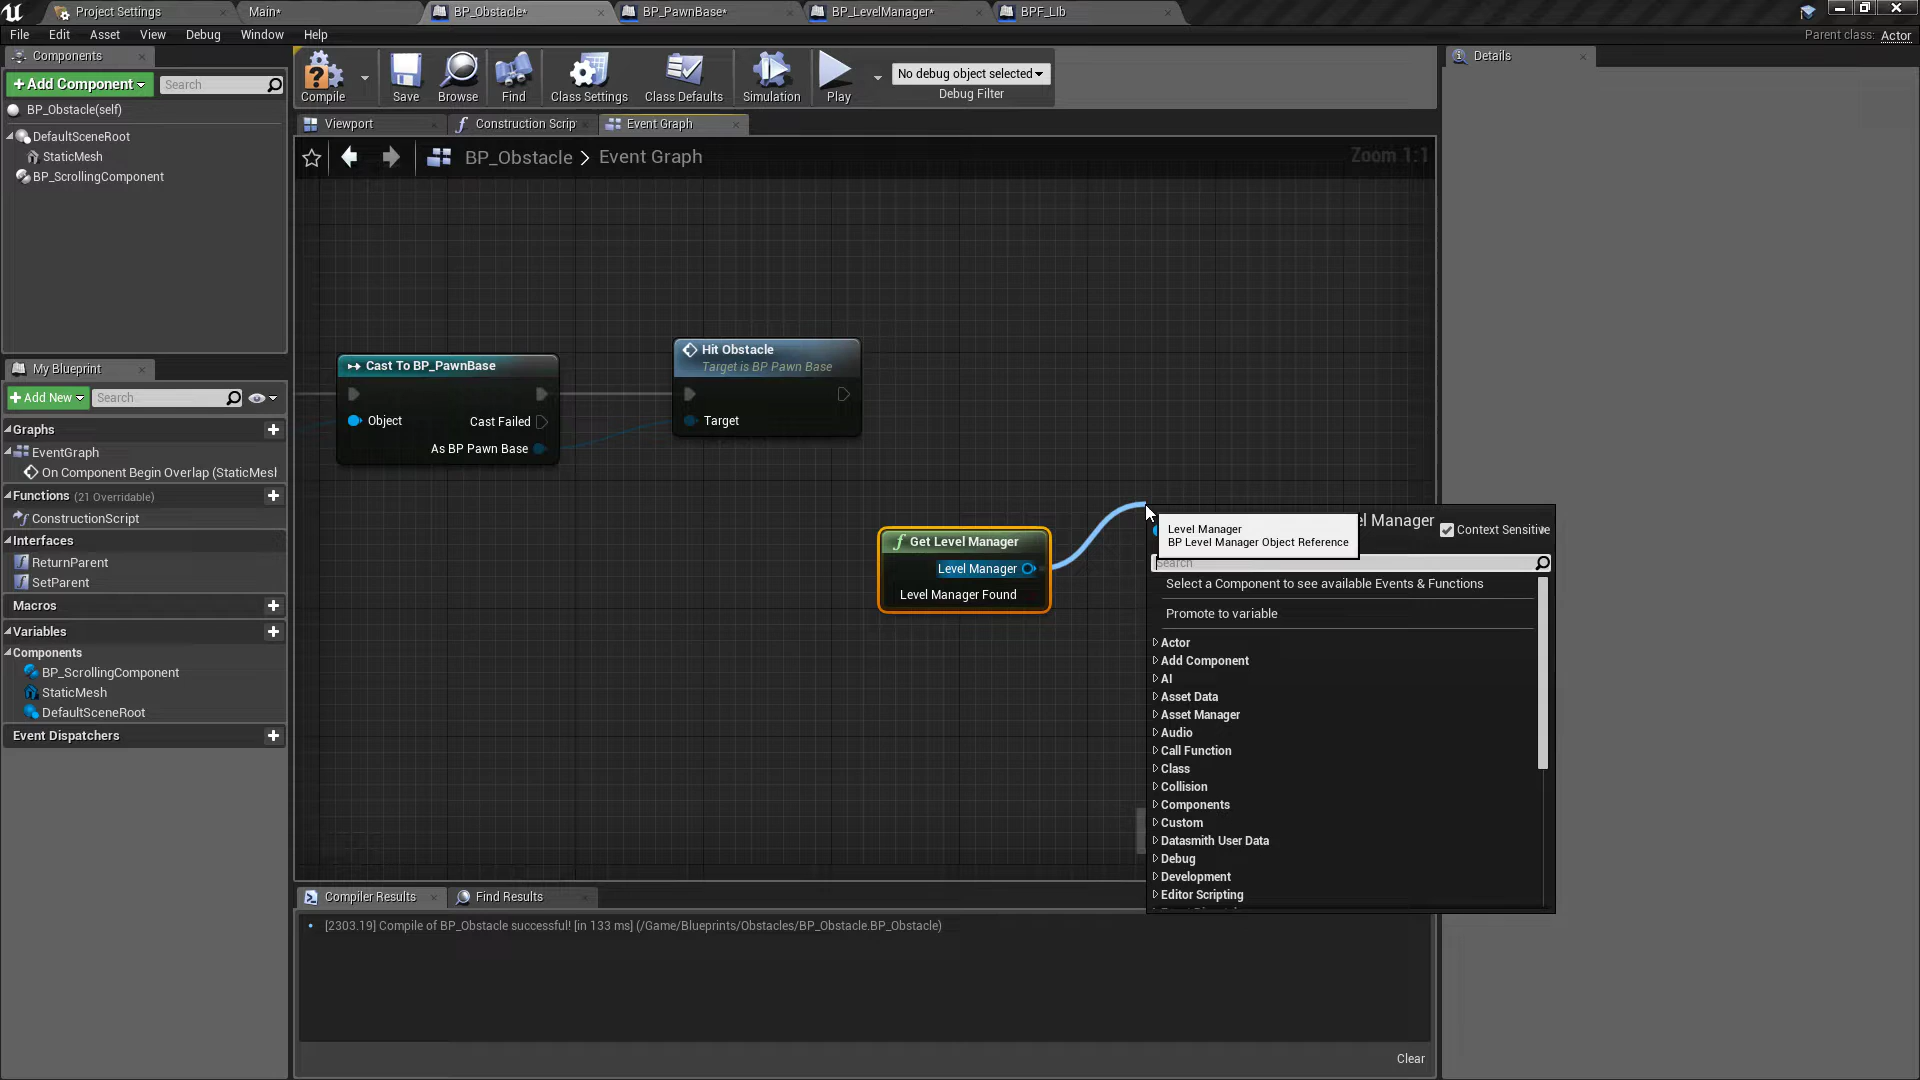 Project Settings
Main*
BP_Obstacle*
BP_PawnBase*
BP_LevelManager*
BPF_LIb
File Edit Asset View Debug Window Help
Parent class: Actor
Components
Add Component
Search
BP_Obstacle(self)
DefaultSceneRoot
StaticMesh
BP_ScrollingComponent
Compile
Save
Browse
Find
Class Settings
Class Defaults
Simulation
Play
No debug object selected
Debug Filter
Details
Viewport
Construction Scrip
Event Graph
BP_Obstacle > Event Graph
Zoom 1:1
Cast To BP_PawnBase
Object
Cast Failed
As BP Pawn Base
Hit Obstacle
Target is BP Pawn Base
Target
Get Level Manager
Level Manager
Level Manager Found
My Blueprint
Add New
Search
Graphs
EventGraph
On Component Begin Overlap (StaticMesh
Functions (21 Overridable)
ConstructionScript
Interfaces
ReturnParent
SetParent
Macros
Variables
Components
BP_ScrollingComponent
StaticMesh
DefaultSceneRoot
Event Dispatchers
Level Manager
BP Level Manager Object Reference
el Manager
Context Sensitive
Search
Select a Component to see available Events & Functions
Promote to variable
Actor
Add Component
AI
Asset Data
Asset Manager
Audio
Call Function
Class
Collision
Components
Custom
Datasmith User Data
Debug
Development
Editor Scripting
Compiler Results
Find Results
[2303.19] Compile of BP_Obstacle successful! [in 133 ms] (/Game/Blueprints/Obstacles/BP_Obstacle.BP_Obstacle)
Clear